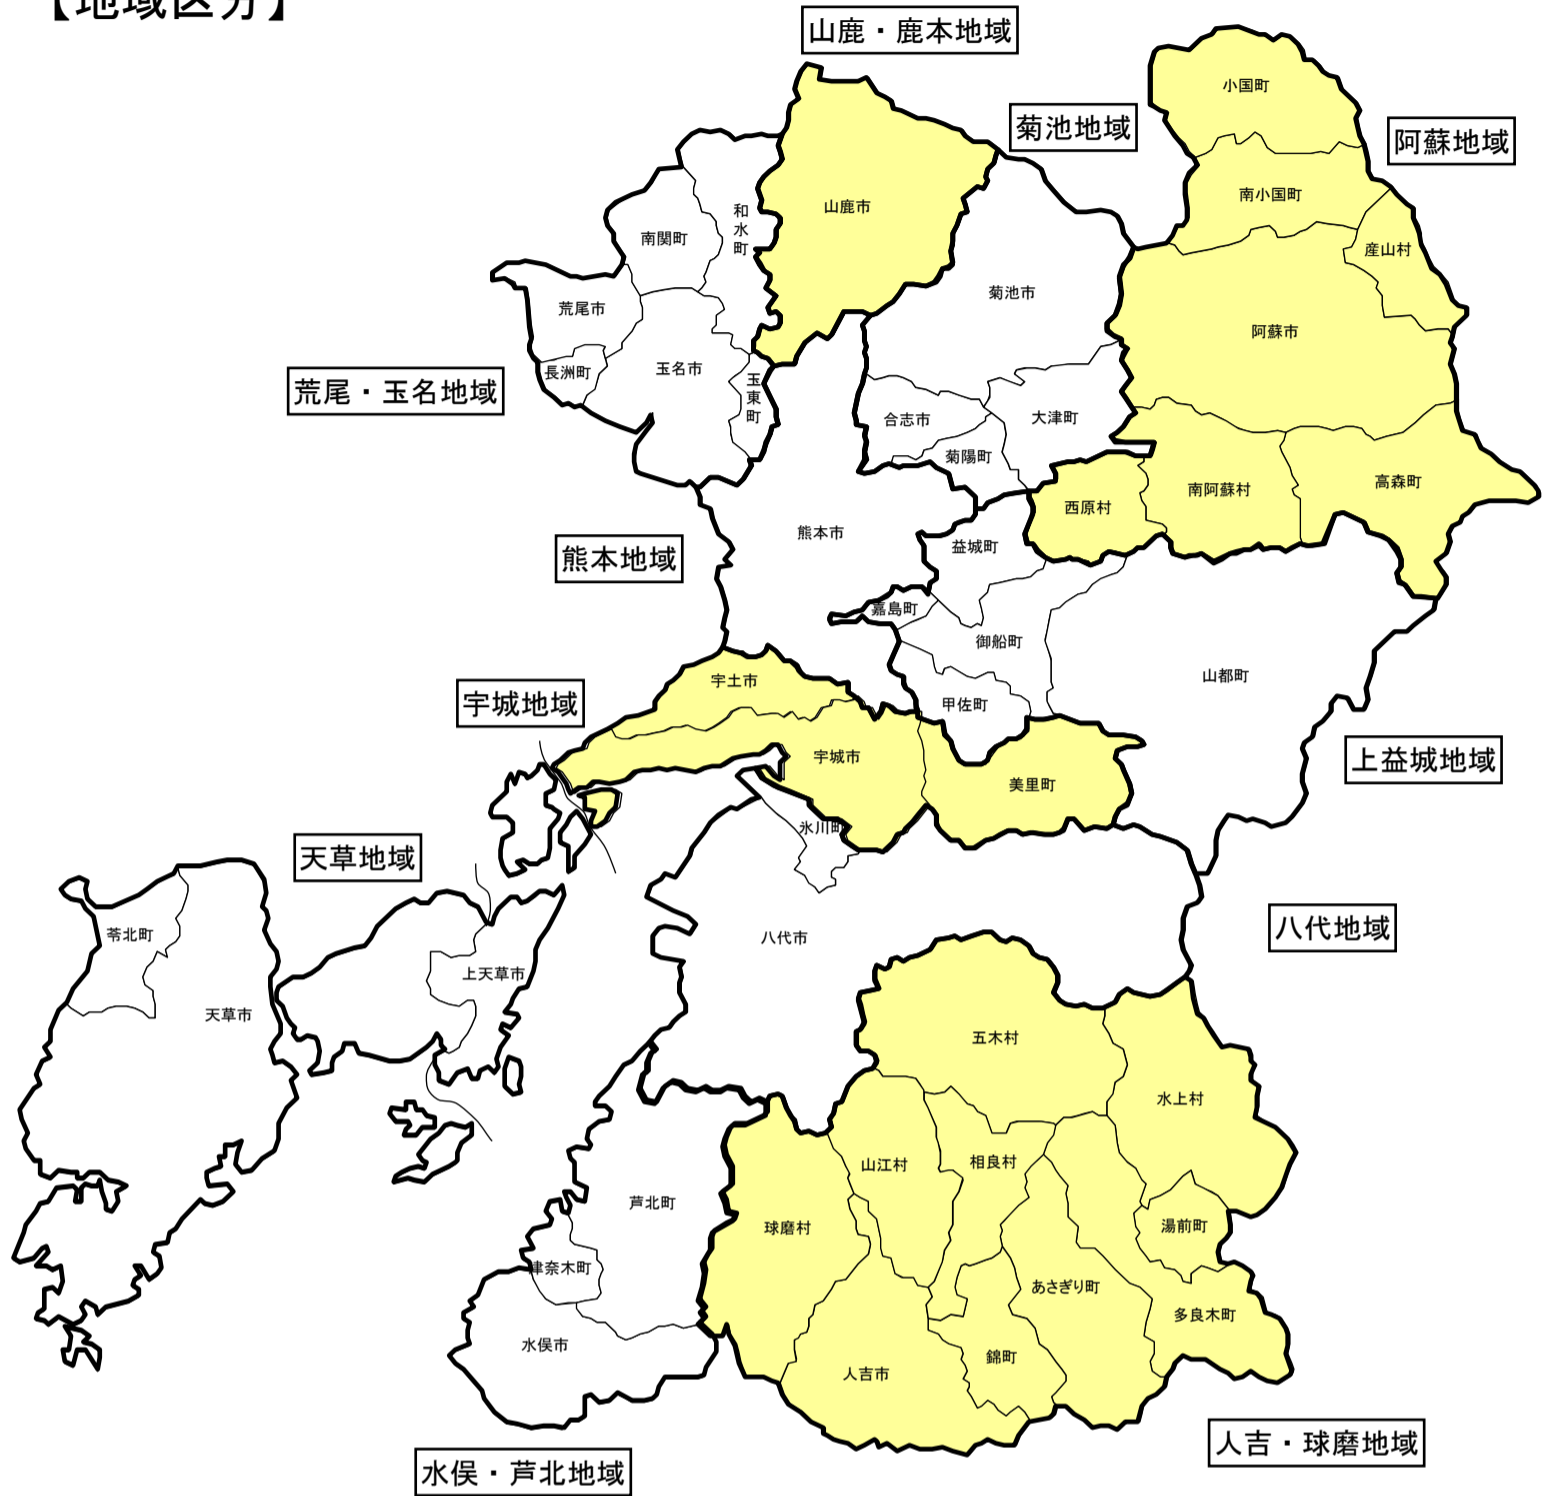 【地域区分】
山鹿・鹿本地域
菊池地域
阿蘇地域
小国町
南小国町
産山村
山鹿市
和水町
南関町
菊池市
荒尾市
阿蘇市
長洲町
玉名市
玉東町
荒尾・玉名地域
合志市
大津町
菊陽町
西原村
南阿蘇村
高森町
熊本市
熊本地域
益城町
嘉島町
御船町
山都町
宇土市
甲佐町
宇城地域
宇城市
美里町
上益城地域
氷川町
天草地域
苓北町
八代市
八代地域
上天草市
天草市
五木村
水上村
山江村
相良村
芦北町
球磨村
湯前町
津奈木町
あさぎり町
多良木町
水俣市
錦町
人吉市
人吉・球磨地域
水俣・芦北地域